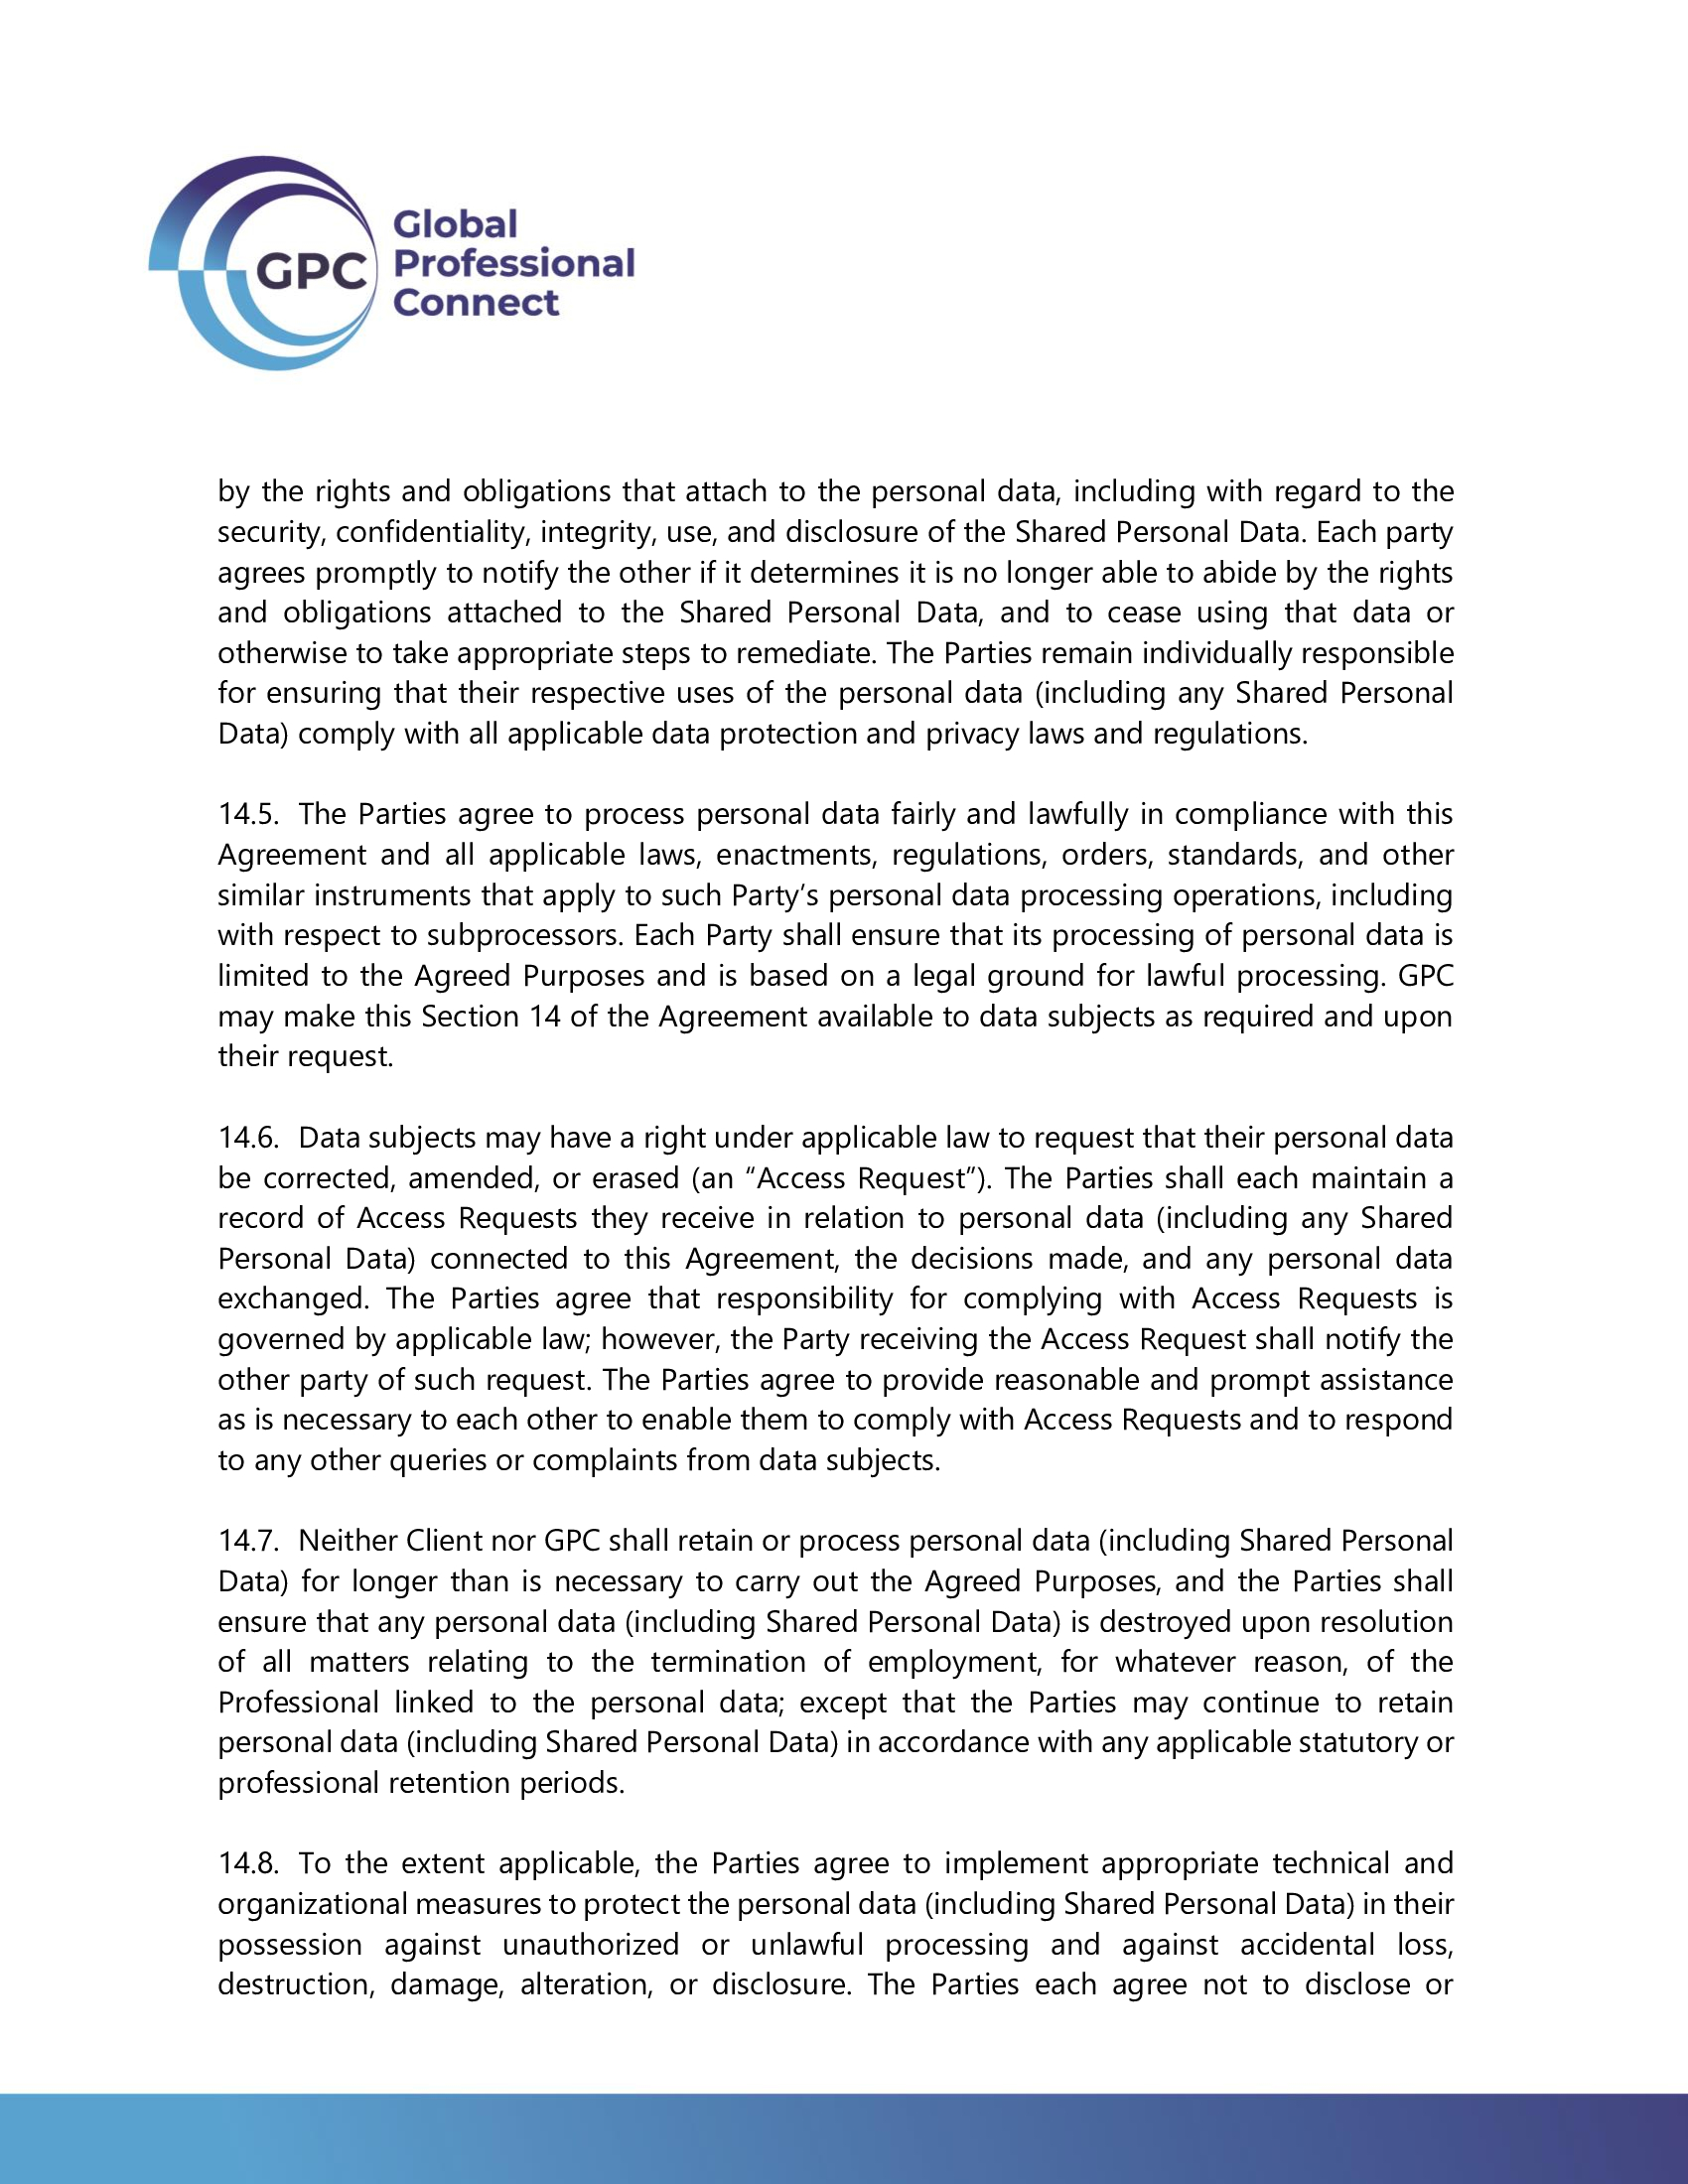 GPC
Global
Professional
Connect
by the rights and obligations that attach to the personal data, including with regard to the
security, confidentiality, integrity, use, and disclosure of the Shared Personal Data. Each party
agrees promptly to notify the other if it determines it is no longer able to abide by the rights
and obligations attached to the Shared Personal Data, and to cease using that data or
otherwise to take appropriate steps to remediate. The Parties remain individually responsible
for ensuring that their respective uses of the personal data (including any Shared Personal
Data) comply with all applicable data protection and privacy laws and regulations.
14.5. The Parties agree to process personal data fairly and lawfully in compliance with this
Agreement and all applicable laws, enactments, regulations, orders, standards, and other
similar instruments that apply to such Party’s personal data processing operations, including
with respect to subprocessors. Each Party shall ensure that its processing of personal data is
limited to the Agreed Purposes and is based on a legal ground for lawful processing. GPC
may make this Section 14 of the Agreement available to data subjects as required and upon
their request.
14.6. Data subjects may have a right under applicable law to request that their personal data
be corrected, amended, or erased (an “Access Request”). The Parties shall each maintain a
record of Access Requests they receive in relation to personal data (including any Shared
Personal Data) connected to this Agreement, the decisions made, and any personal data
exchanged. The Parties agree that responsibility for complying with Access Requests is
governed by applicable law; however, the Party receiving the Access Request shall notify the
other party of such request. The Parties agree to provide reasonable and prompt assistance
as is necessary to each other to enable them to comply with Access Requests and to respond
to any other queries or complaints from data subjects.
14.7. Neither Client nor GPC shall retain or process personal data (including Shared Personal
Data) for longer than is necessary to carry out the Agreed Purposes, and the Parties shall
ensure that any personal data (including Shared Personal Data) is destroyed upon resolution
of all matters relating to the termination of employment, for whatever reason, of the
Professional linked to the personal data; except that the Parties may continue to retain
personal data (including Shared Personal Data) in accordance with any applicable statutory or
professional retention periods.
14.8. To the extent applicable, the Parties agree to implement appropriate technical and
organizational measures to protect the personal data (including Shared Personal Data) in their
possession against unauthorized or unlawful processing and against accidental loss,
destruction, damage, alteration, or disclosure. The Parties each agree not to disclose or